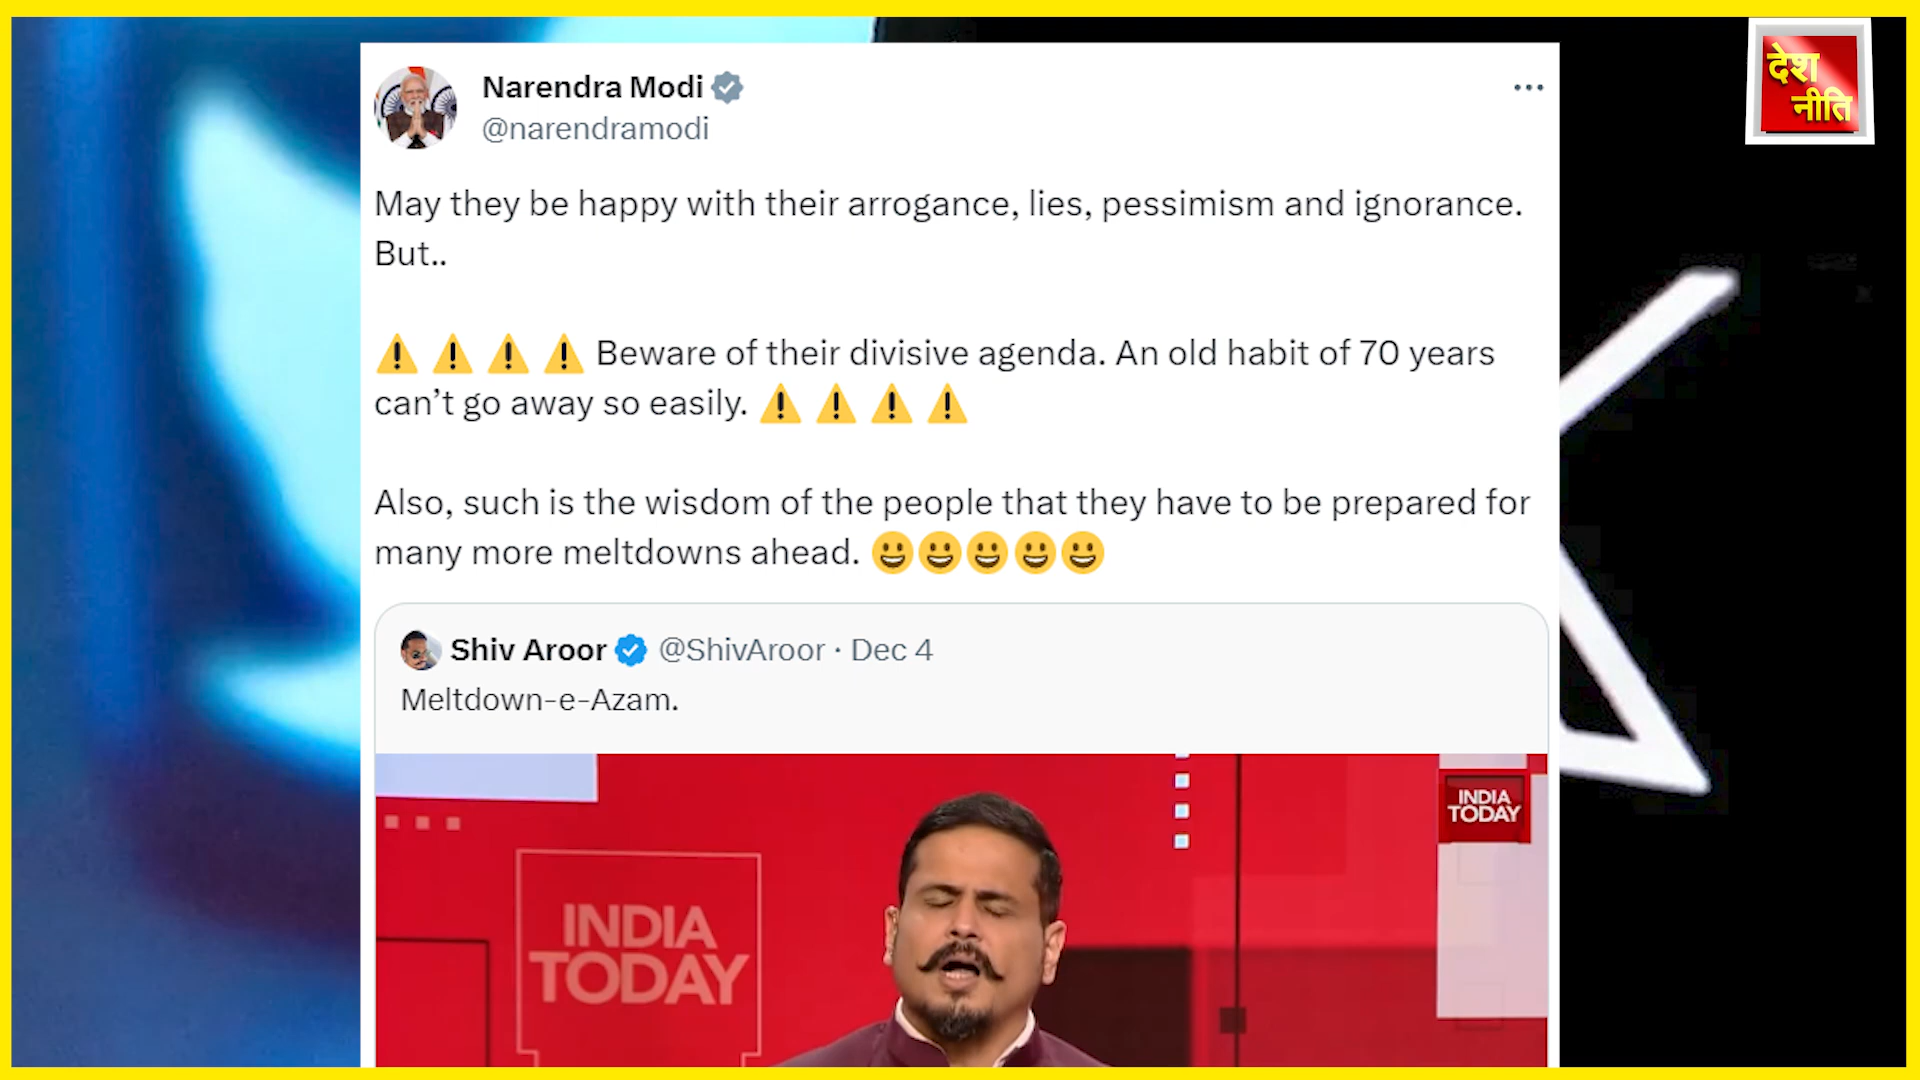 देश
नीति
Narendra Modi
@narendramodi
May they be happy with their arrogance, lies, pessimism and ignorance.
But..
⚠️ ⚠️ ⚠️ ⚠️ Beware of their divisive agenda. An old habit of 70 years
can’t go away so easily. ⚠️ ⚠️ ⚠️ ⚠️
Also, such is the wisdom of the people that they have to be prepared for
many more meltdowns ahead. 😃😃😃😃😃
Shiv Aroor @ShivAroor · Dec 4
Meltdown-e-Azam.
INDIA
TODAY
INDIA
TODAY